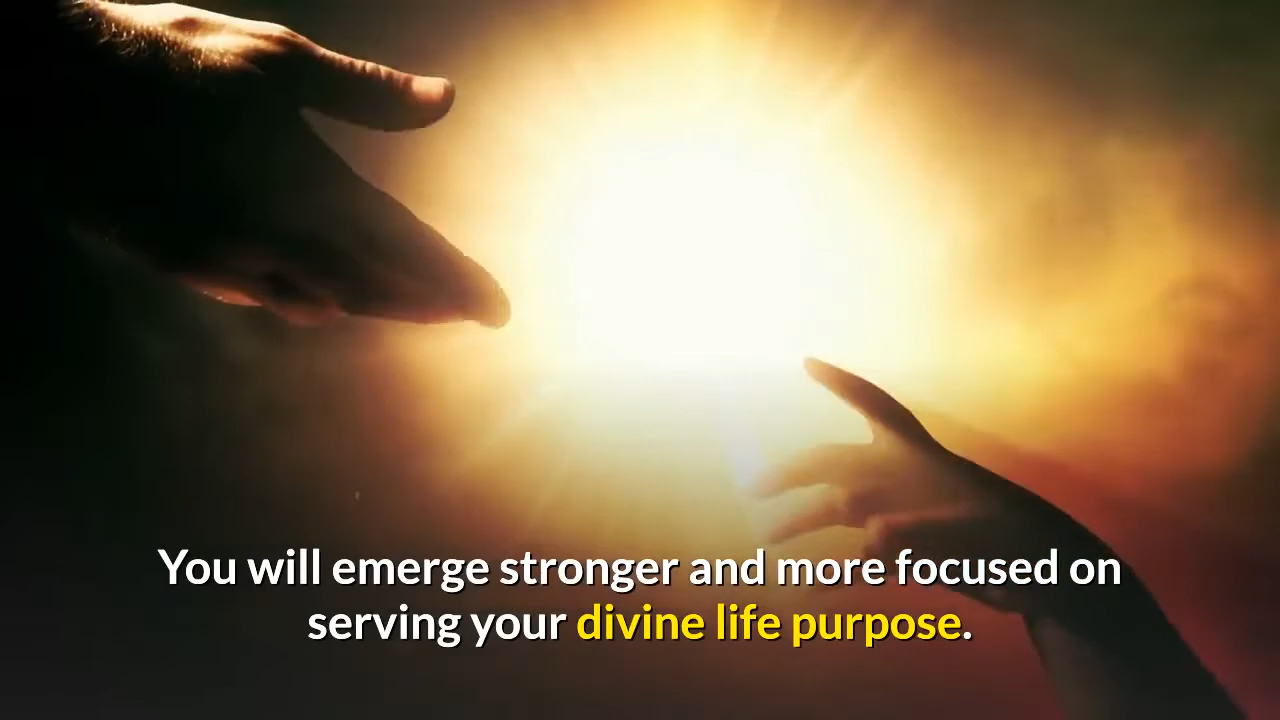 You will emerge stronger and more focused on
serving your divine life purpose.